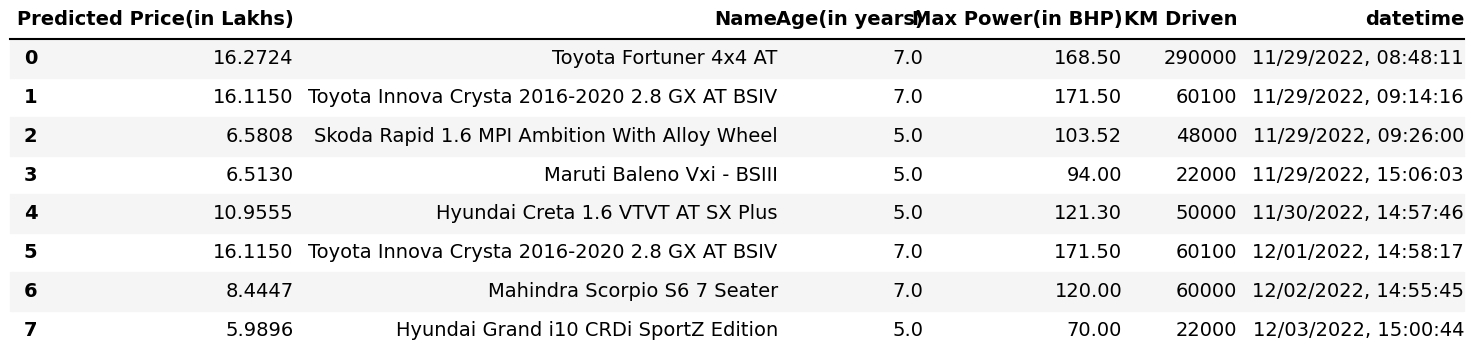 Predicted Price(in Lakhs) Name Age(in years) Max Power(in BHP) KM Driven datetime
0 16.2724 Toyota Fortuner 4x4 AT 7.0 168.50 290000 11/29/2022, 08:48:11
1 16.1150 Toyota Innova Crysta 2016-2020 2.8 GX AT BSIV 7.0 171.50 60100 11/29/2022, 09:14:16
2 6.5808 Skoda Rapid 1.6 MPI Ambition With Alloy Wheel 5.0 103.52 48000 11/29/2022, 09:26:00
3 6.5130 Maruti Baleno Vxi - BSIII 5.0 94.00 22000 11/29/2022, 15:06:03
4 10.9555 Hyundai Creta 1.6 VTVT AT SX Plus 5.0 121.30 50000 11/30/2022, 14:57:46
5 16.1150 Toyota Innova Crysta 2016-2020 2.8 GX AT BSIV 7.0 171.50 60100 12/01/2022, 14:58:17
6 8.4447 Mahindra Scorpio S6 7 Seater 7.0 120.00 60000 12/02/2022, 14:55:45
7 5.9896 Hyundai Grand i10 CRDi SportZ Edition 5.0 70.00 22000 12/03/2022, 15:00:44